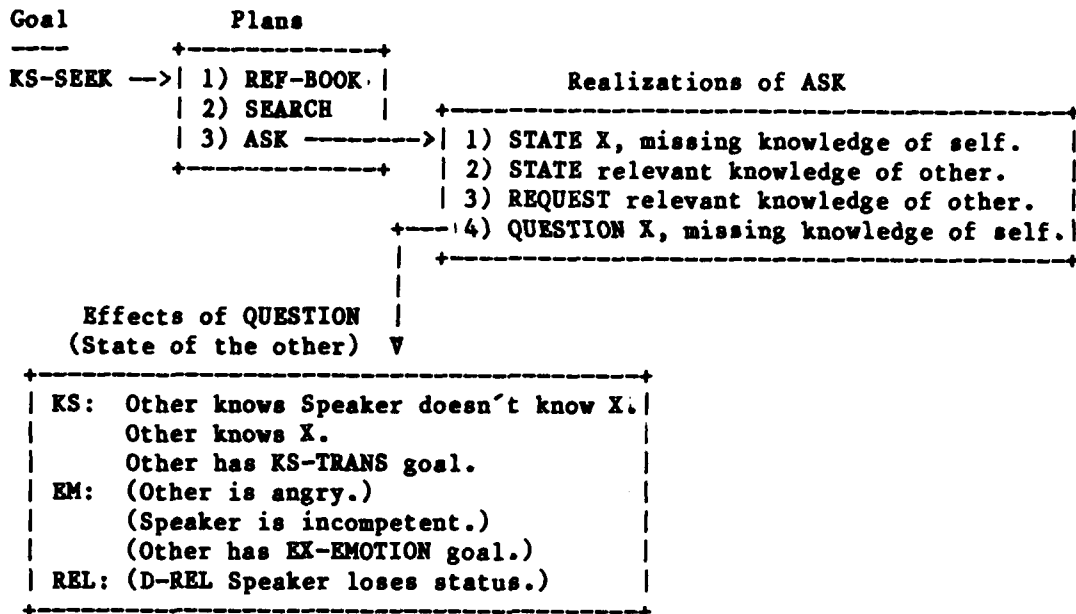 Goal Plans
KS-SEEK -->| 1) REF-BOOK | Realizations of ASK
| 2) SEARCH |
| 3) ASK ------->| 1) STATE X, missing knowledge of self. |
| 2) STATE relevant knowledge of other. |
| 3) REQUEST relevant knowledge of other. |
+---4) QUESTION X, missing knowledge of self.|
Effects of QUESTION |
(State of the other) V
| KS: Other knows Speaker doesn't know X.|
| Other knows X. |
| Other has KS-TRANS goal. |
| EM: (Other is angry.) |
| (Speaker is incompetent.) |
| (Other has EX-EMOTION goal.) |
| REL: (D-REL Speaker loses status.) |